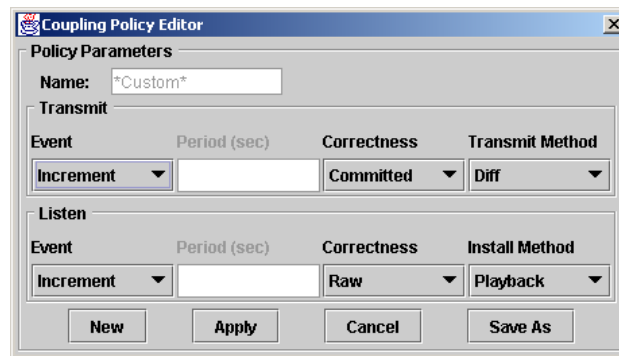 Coupling Policy Editor
Policy Parameters
Name: *Custom*
Transmit
Event Period (sec) Correctness Transmit Method
Increment Committed Diff
Listen
Event Period (sec) Correctness Install Method
Increment Raw Playback
New Apply Cancel Save As